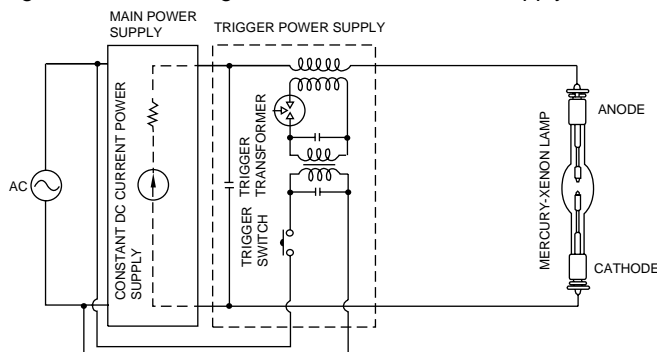 MAIN POWER
SUPPLY
TRIGGER POWER SUPPLY
AC
CONSTANT DC CURRENT POWER
SUPPLY
TRIGGER
TRANSFORMER
TRIGGER
SWITCH
MERCURY-XENON LAMP
ANODE
CATHODE